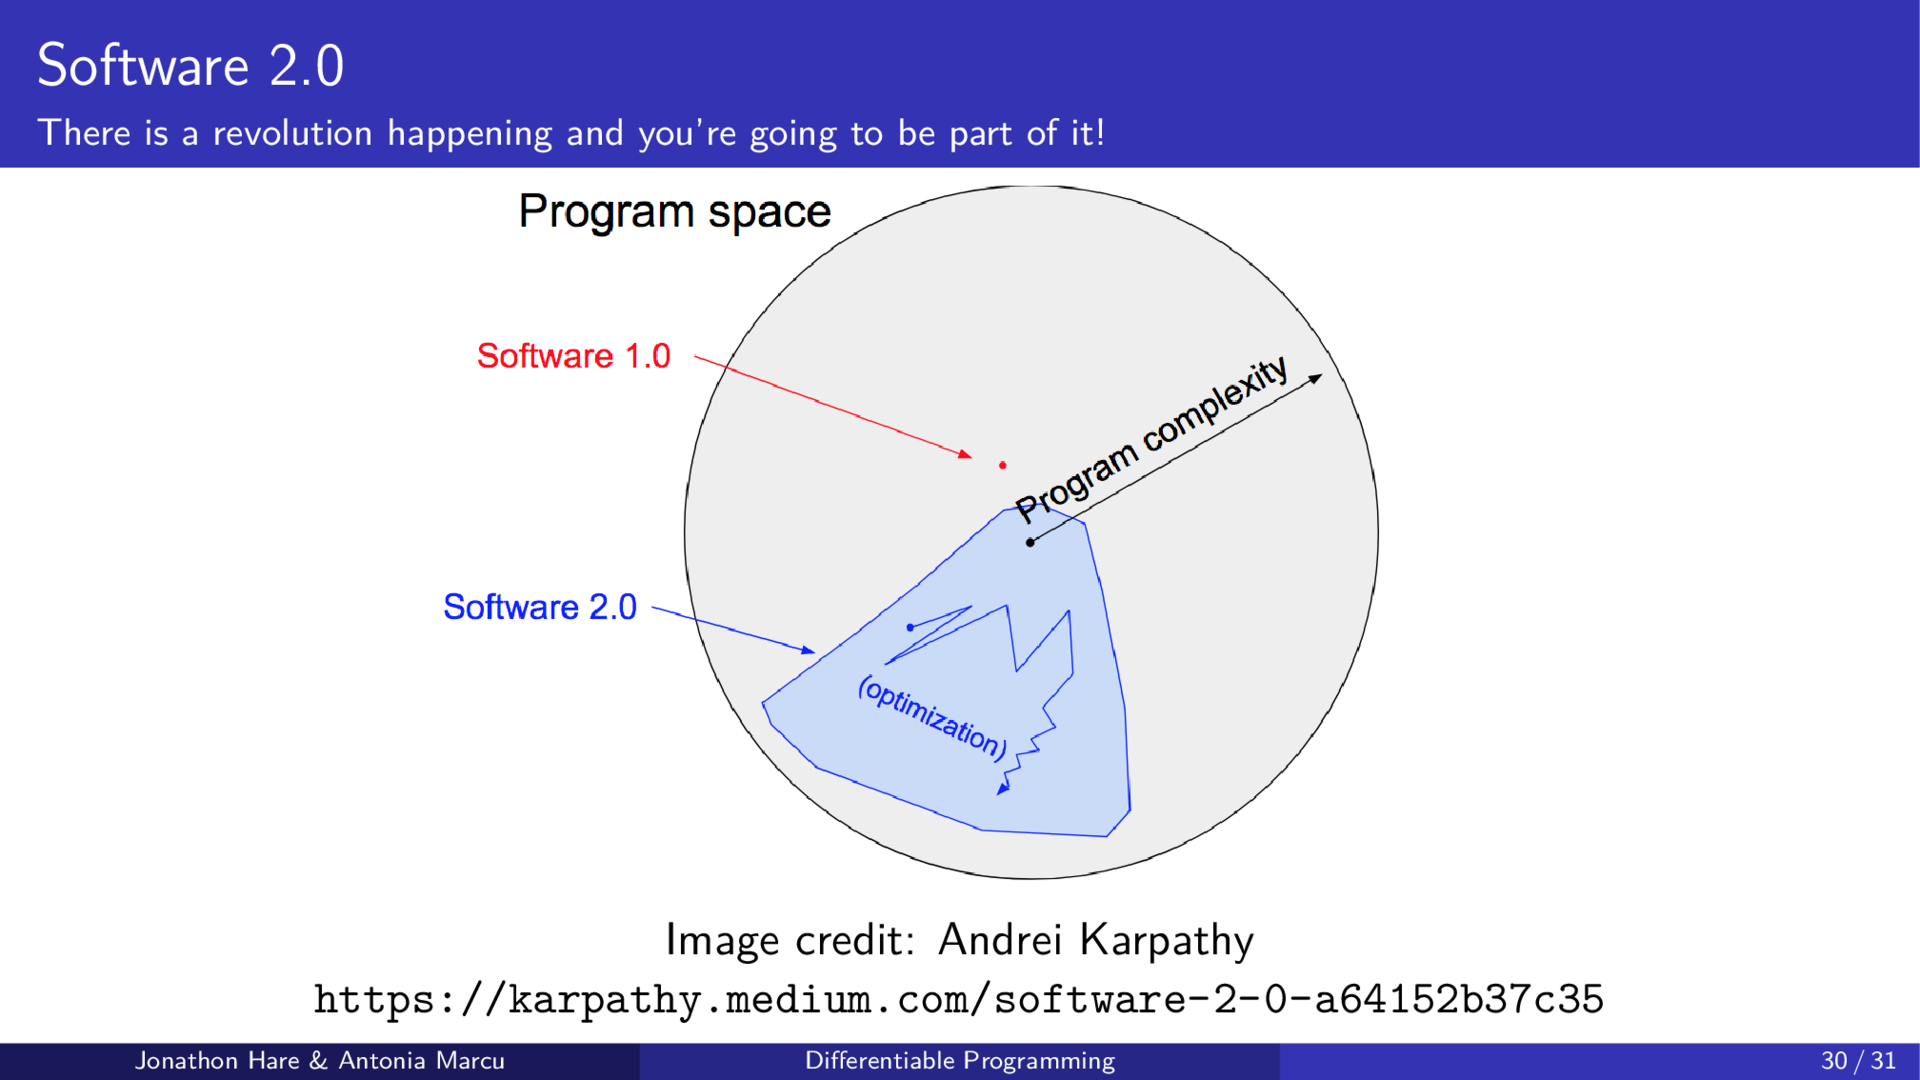 Software 2.0
There is a revolution happening and you're going to be part of it!
Program space
Software 1.0
Program complexity
Software 2.0
(optimization)
Image credit: Andrei Karpathy
https://karpathy.medium.com/software-2-0-a64152b37c35
Jonathon Hare & Antonia Marcu
Differentiable Programming
30 / 31